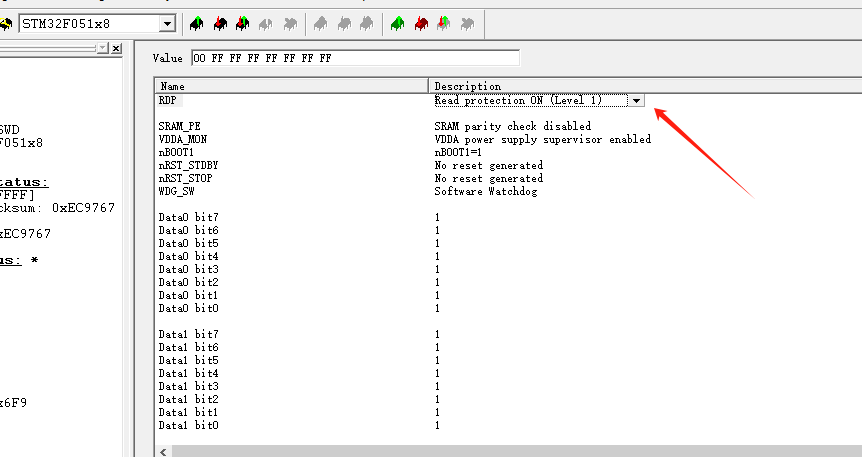 STM32F051x8
Value 00 FF FF FF FF FF FF FF
Name Description
RDP Read protection ON (Level 1)
SRAM_PE SRAM parity check disabled
VDDA_MON VDDA power supply supervisor enabled
nBOOT1 nBOOT1=1
nRST_STDBY No reset generated
nRST_STOP No reset generated
WDG_SW Software Watchdog
Data0 bit7 1
Data0 bit6 1
Data0 bit5 1
Data0 bit4 1
Data0 bit3 1
Data0 bit2 1
Data0 bit1 1
Data0 bit0 1
Data1 bit7 1
Data1 bit6 1
Data1 bit5 1
Data1 bit4 1
Data1 bit3 1
Data1 bit2 1
Data1 bit1 1
Data1 bit0 1
SWD
F051x8
tatus:
FFFF]
cksum: 0xEC9767
xEC9767
us: *
x6F9